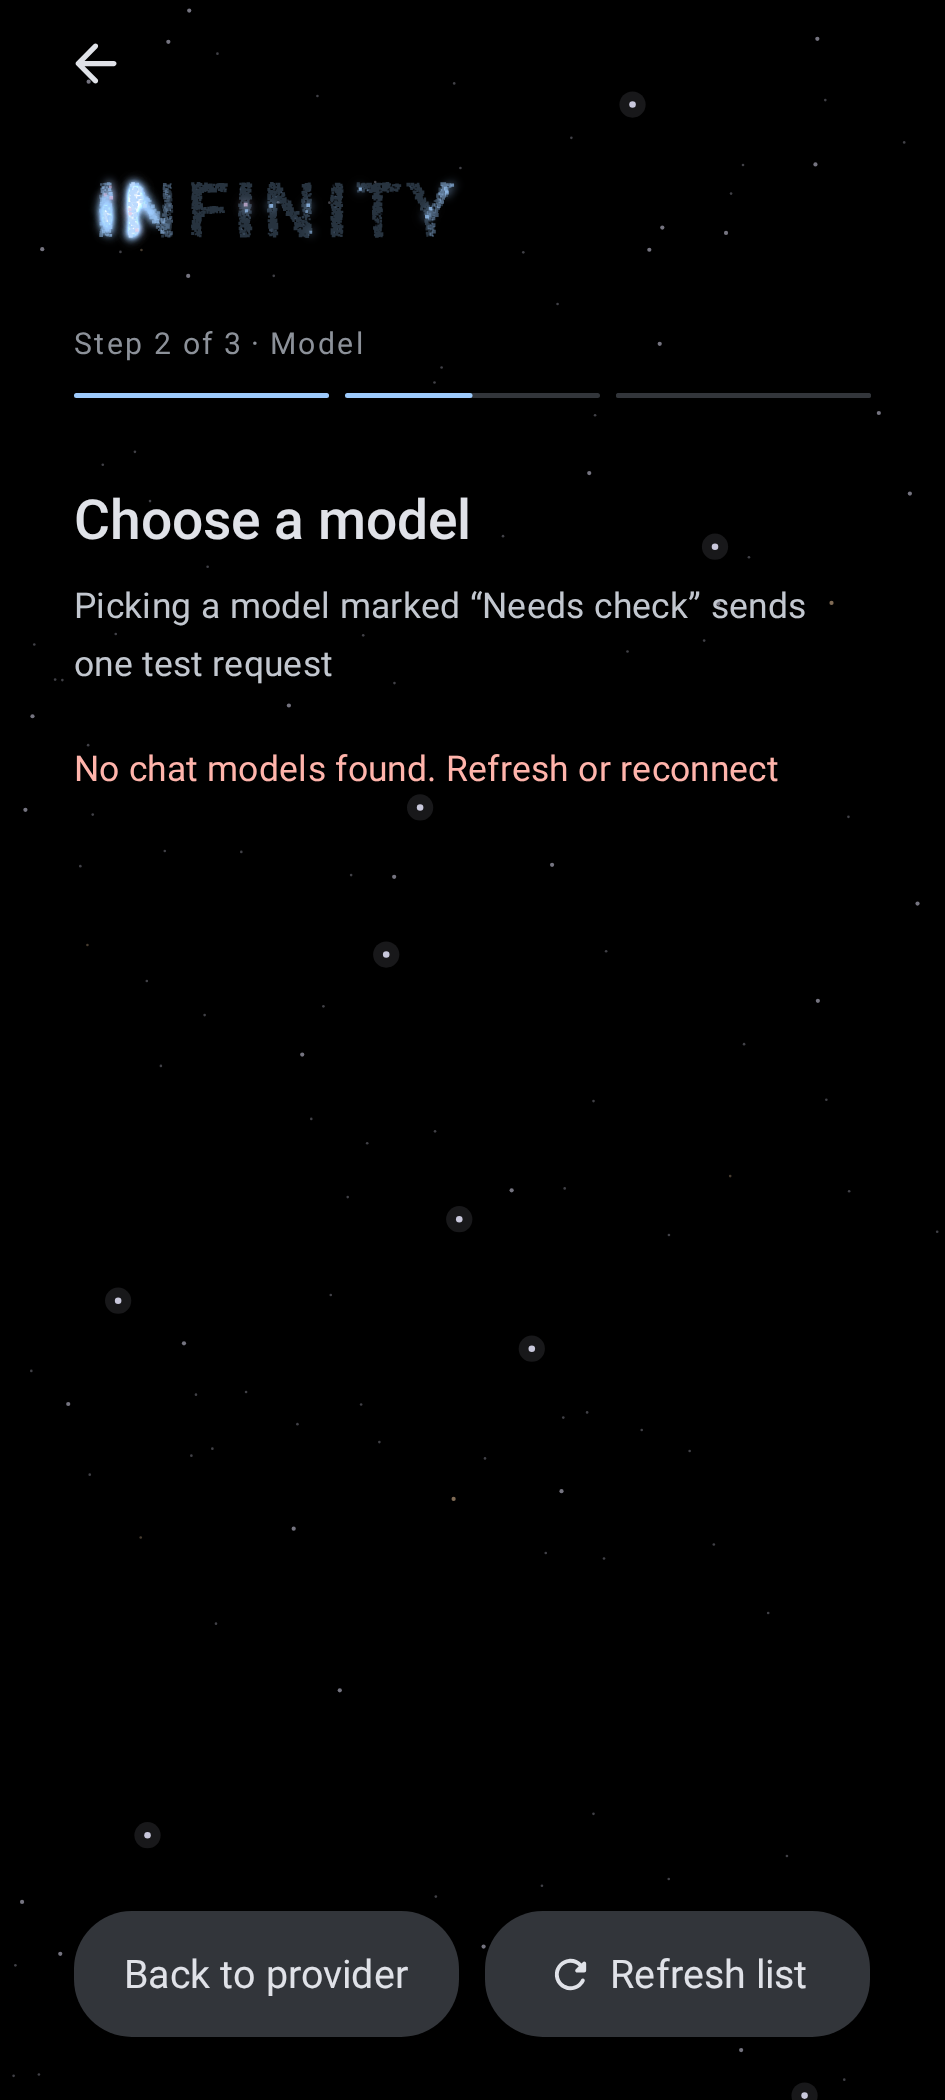 INFINITY
Step 2 of 3 · Model
Choose a model
Picking a model marked “Needs check” sends
one test request
No chat models found. Refresh or reconnect
Back to provider
Refresh list